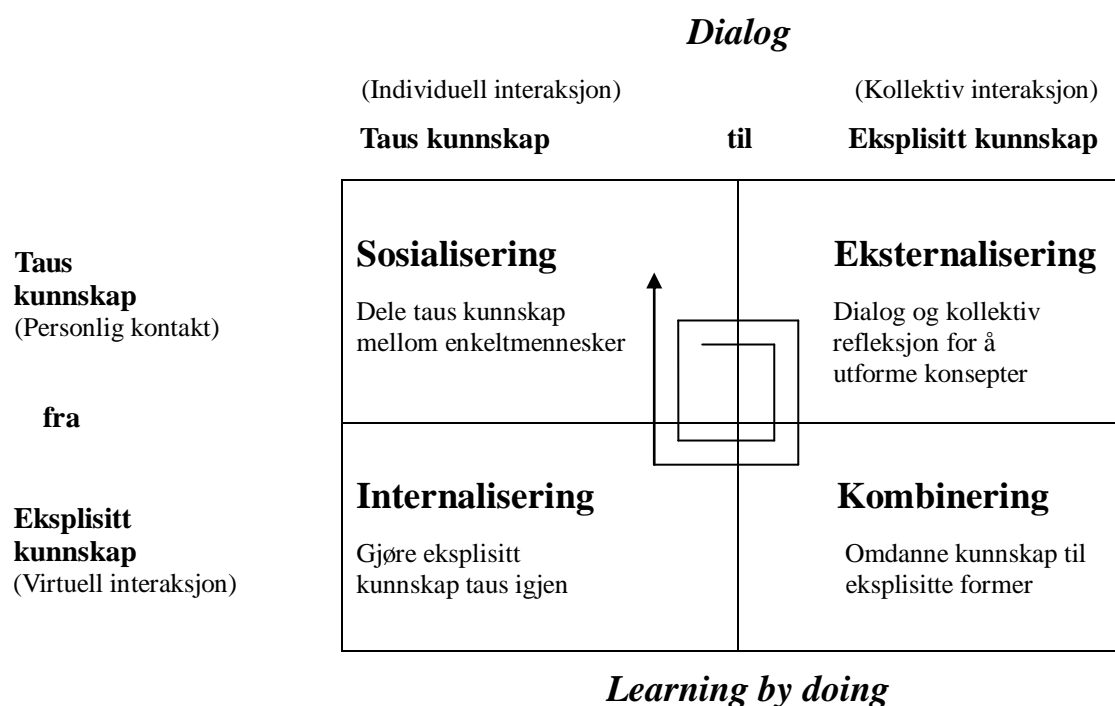 Dialog
(Individuell interaksjon) (Kollektiv interaksjon)
Taus kunnskap til Eksplisitt kunnskap
Taus
kunnskap
(Personlig kontakt)
Sosialisering
Dele taus kunnskap
mellom enkeltmennesker
Eksternalisering
Dialog og kollektiv
refleksjon for å
utforme konsepter
fra
Eksplisitt
kunnskap
(Virtuell interaksjon)
Internalisering
Gjøre eksplisitt
kunnskap taus igjen
Kombinering
Omdanne kunnskap til
eksplisitte former
Learning by doing